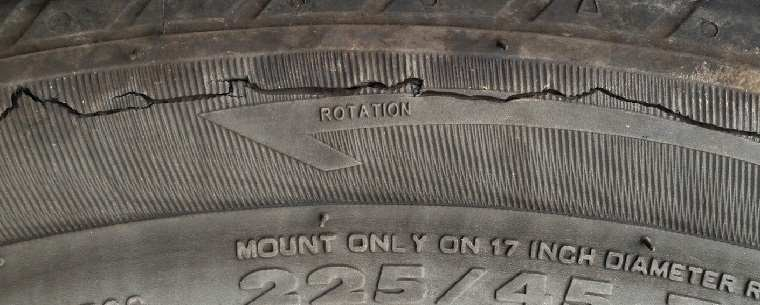 ROTATION
MOUNT ONLY ON 17 INCH DIAMETER
225/45